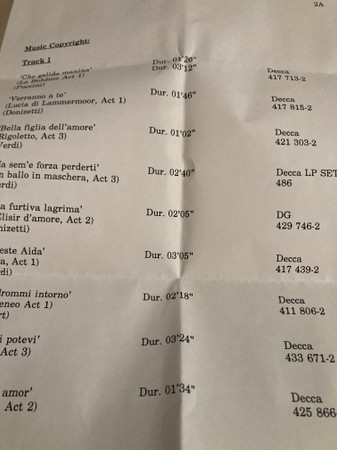 2A
Music Copyright:
Track 1 Dur. 01'26"
'Che gelida manina' Dur. 03'12" Decca
(La Bohème Act 1) 417 713-2
(Puccini)
'Verranno a te' Dur. 01'46" Decca
(Lucia di Lammermoor, Act 1) 417 815-2
(Donizetti)
'Bella figlia dell'amore' Dur. 01'02" Decca
Rigoletto, Act 3) 421 303-2
Verdi)
a sem'e forza perderti' Dur. 02'40" Decca LP SET
n ballo in maschera, Act 3) 486
erdi)
a furtiva lagrima' Dur. 02'05" DG
Elisir d'amore, Act 2) 429 746-2
nizetti)
este Aida' Dur. 03'05" Decca
a, Act 1) 417 439-2
di)
drommi intorno' Dur. 02'18" Decca
eneo Act 1) 411 806-2
rt)
i potevi' Dur. 03'24" Decca
Act 3) 433 671-2
amor' Dur. 01'34" Decca
Act 2) 425 866